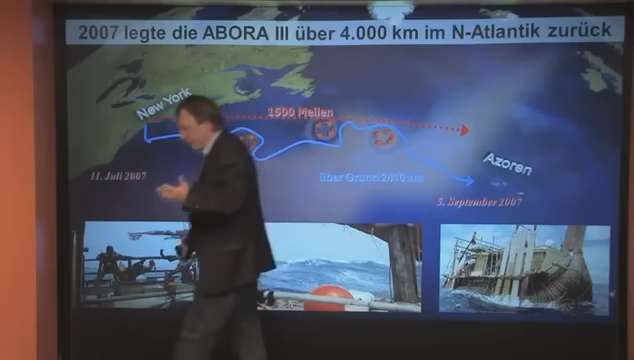 2007 legte die ABORA III über 4.000 km im N-Atlantik zurück
New York
1500 Meilen
Azoren
11. Juli 2007
über Grund 2410 sm
5. September 2007